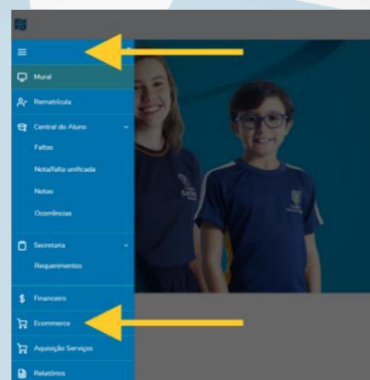 Mural
Rematrícula
Central do Aluno
Faltas
Nota/falta unificada
Notas
Ocorrências
Secretaria
Requerimentos
Financeiro
Ecommerce
Aquisição Serviços
Relatórios